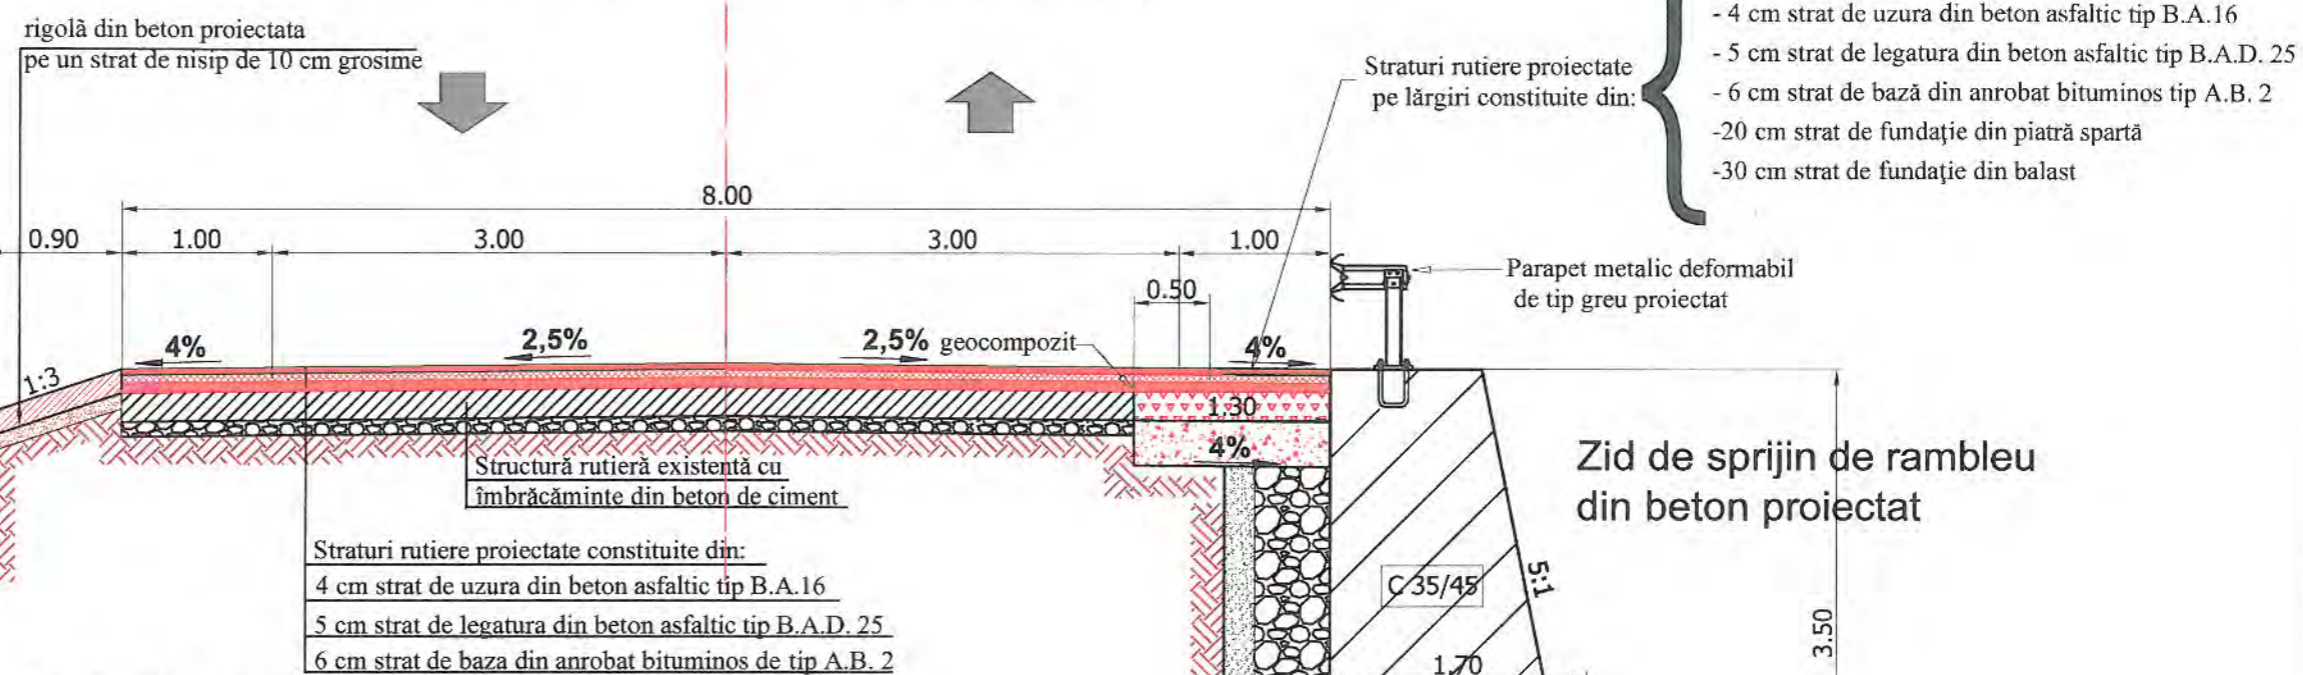 rigolă din beton proiectata
pe un strat de nisip de 10 cm grosime
Straturi rutiere proiectate
pe lărgiri constituite din:
- 4 cm strat de uzura din beton asfaltic tip B.A.16
- 5 cm strat de legatura din beton asfaltic tip B.A.D. 25
- 6 cm strat de bază din anrobat bituminos tip A.B. 2
-20 cm strat de fundaţie din piatră spartă
-30 cm strat de fundaţie din balast
8.00
0.90
1.00
3.00
3.00
1.00
Parapet metalic deformabil
de tip greu proiectat
0.50
4%
2,5%
2,5%
geocompozit
4%
1:3
1.30
4%
Structură rutieră existentă cu
îmbrăcăminte din beton de ciment
Zid de sprijin de rambleu
din beton proiectat
Straturi rutiere proiectate constituite din:
4 cm strat de uzura din beton asfaltic tip B.A.16
5 cm strat de legatura din beton asfaltic tip B.A.D. 25
6 cm strat de baza din anrobat bituminos de tip A.B. 2
C 35/45
5:1
3.50
1.70